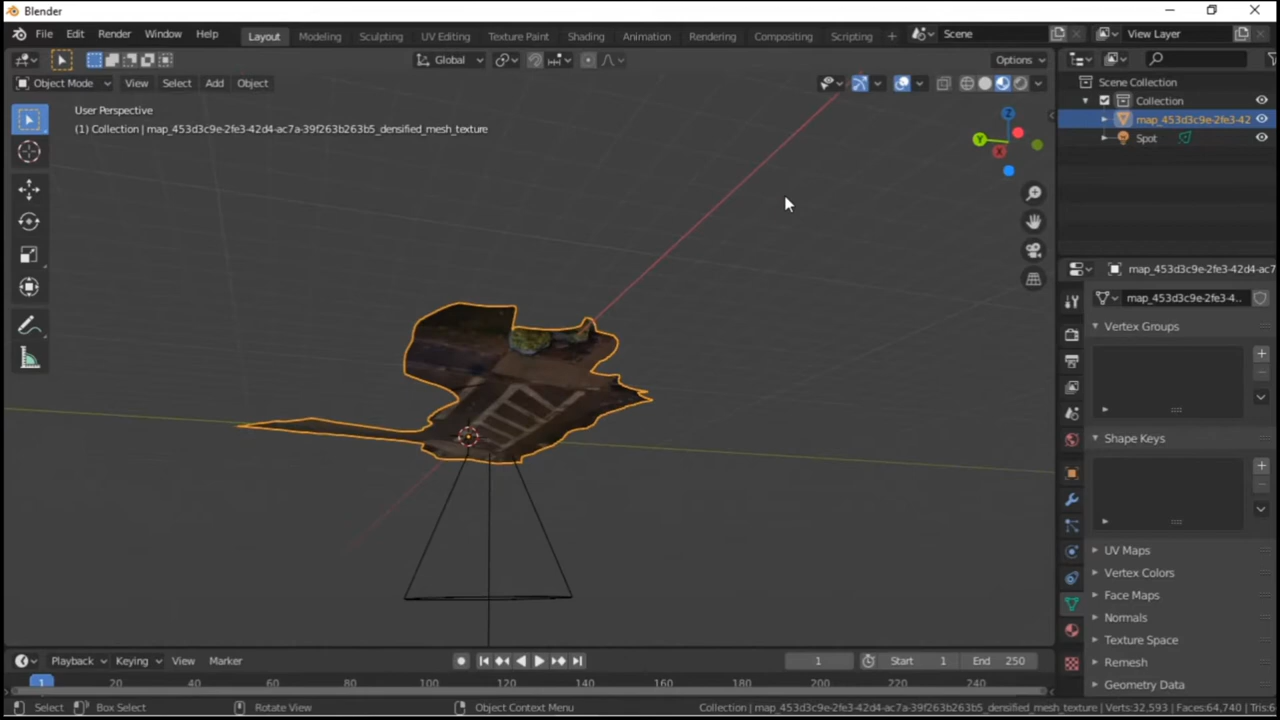 Blender
File Edit Render Window Help Layout Modeling Sculpting UV Editing Texture Paint Shading Animation Rendering Compositing Scripting + Scene View Layer
Global Options
Object Mode View Select Add Object
User Perspective
(1) Collection | map_453d3c9e-2fe3-42d4-ac7a-39f263b263b5_densified_mesh_texture
Z
Y
X
Scene Collection
Collection
map_453d3c9e-2fe3-42
Spot
map_453d3c9e-2fe3-42d4-ac7
map_453d3c9e-2fe3-4..
Vertex Groups
Shape Keys
UV Maps
Vertex Colors
Face Maps
Normals
Texture Space
Remesh
Geometry Data
Playback Keying View Marker 1 Start 1 End 250
1 20 40 60 80 100 120 140 160 180 200 220 240
Select Box Select Rotate View Object Context Menu Collection | map_453d3c9e-2fe3-42d4-ac7a-39f263b263b5_densified_mesh_texture | Verts:32,593 | Faces:64,740 | Tris:6